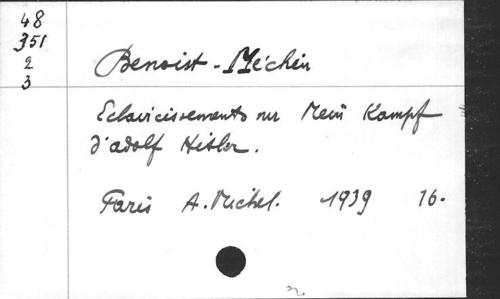 48
351
2
3
Benoist-Méchin
Eclaircissements sur Mein Kampf
d'adolf Hitler.
Paris A. Michel. 1939 16.